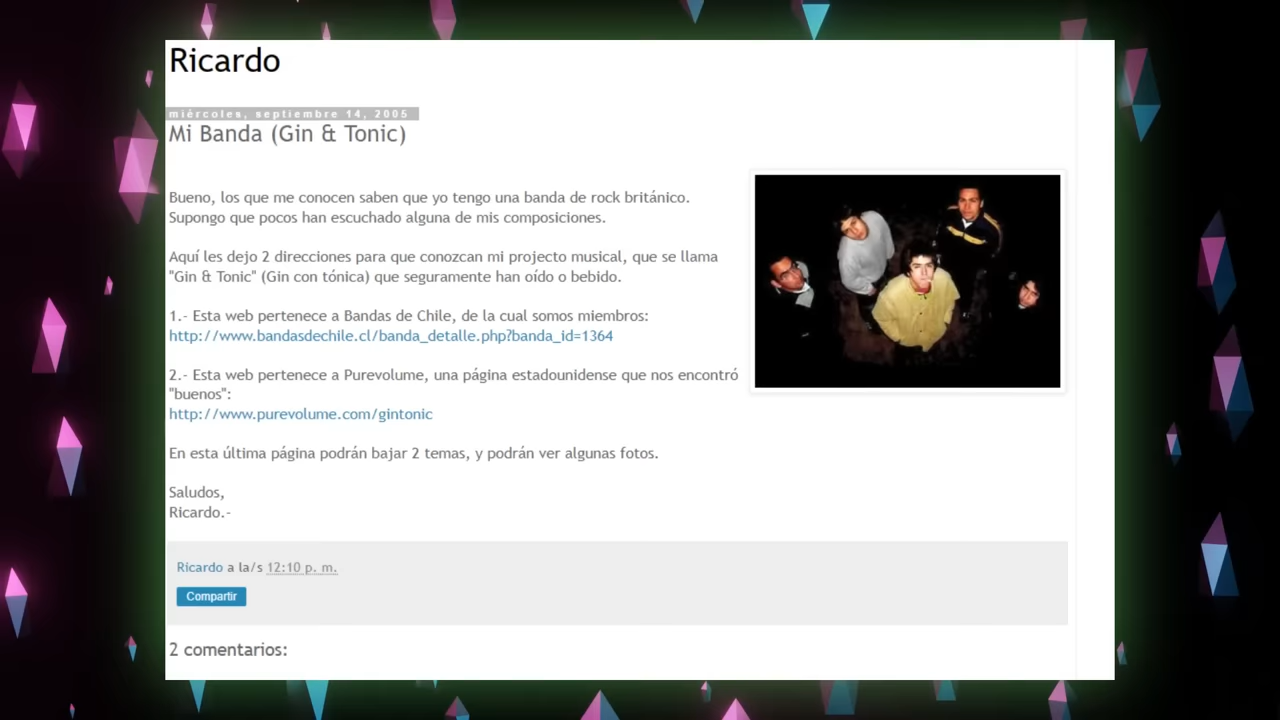 Ricardo
miércoles, septiembre 14, 2005
Mi Banda (Gin & Tonic)
Bueno, los que me conocen saben que yo tengo una banda de rock británico.
Supongo que pocos han escuchado alguna de mis composiciones.
Aquí les dejo 2 direcciones para que conozcan mi projecto musical, que se llama
"Gin & Tonic" (Gin con tónica) que seguramente han oído o bebido.
1.- Esta web pertenece a Bandas de Chile, de la cual somos miembros:
http://www.bandasdechile.cl/banda_detalle.php?banda_id=1364
2.- Esta web pertenece a Purevolume, una página estadounidense que nos encontró
"buenos":
http://www.purevolume.com/gintonic
En esta última página podrán bajar 2 temas, y podrán ver algunas fotos.
Saludos,
Ricardo.-
Ricardo a la/s 12:10 p. m.
Compartir
2 comentarios: